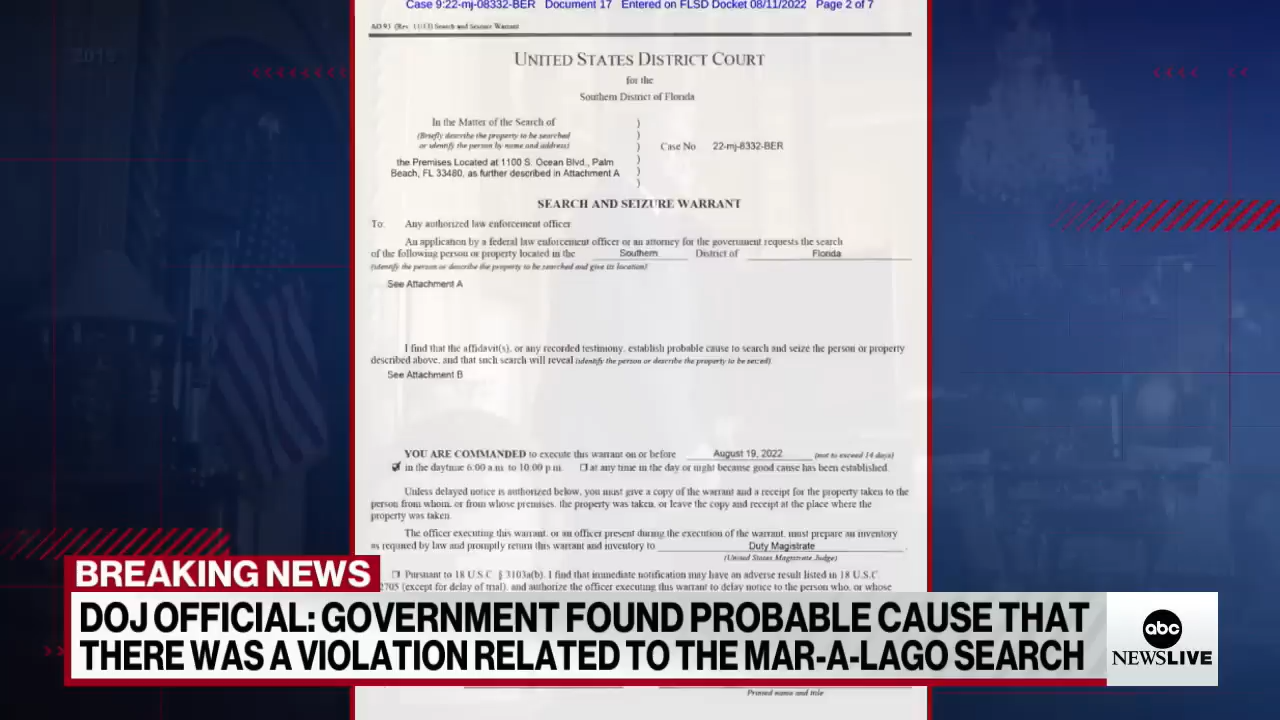 Case 9:22-mj-08332-BER Document 17 Entered on FLSD Docket 08/11/2022 Page 2 of 7
AO 93 (Rev. 11/13) Search and Seizure Warrant
UNITED STATES DISTRICT COURT
for the
Southern District of Florida
In the Matter of the Search of
(Briefly describe the property to be searched
or identify the person by name and address)
the Premises Located at 1100 S. Ocean Blvd., Palm
Beach, FL 33480, as further described in Attachment A
)
)
)
)
)
)
Case No 22-mj-8332-BER
SEARCH AND SEIZURE WARRANT
To: Any authorized law enforcement officer
An application by a federal law enforcement officer or an attorney for the government requests the search
of the following person or property located in the Southern District of Florida
(identify the person or describe the property to be searched and give its location)
See Attachment A
I find that the affidavit(s), or any recorded testimony, establish probable cause to search and seize the person or property
described above, and that such search will reveal (identify the person or describe the property to be seized)
See Attachment B
YOU ARE COMMANDED to execute this warrant on or before August 19, 2022 (not to exceed 14 days)
in the daytime 6:00 a.m. to 10:00 p.m. at any time in the day or night because good cause has been established.
Unless delayed notice is authorized below, you must give a copy of the warrant and a receipt for the property taken to the
person from whom, or from whose premises, the property was taken, or leave the copy and receipt at the place where the
property was taken.
The officer executing this warrant, or an officer present during the execution of the warrant, must prepare an inventory
as required by law and promptly return this warrant and inventory to Duty Magistrate .
(United States Magistrate Judge)
Pursuant to 18 U.S.C § 3103a(b), I find that immediate notification may have an adverse result listed in 18 U.S.C
2705 (except for delay of trial), and authorize the officer executing this warrant to delay notice to the person who, or whose
BREAKING NEWS
DOJ OFFICIAL: GOVERNMENT FOUND PROBABLE CAUSE THAT
THERE WAS A VIOLATION RELATED TO THE MAR-A-LAGO SEARCH
abc
NEWSLIVE
Printed name and title